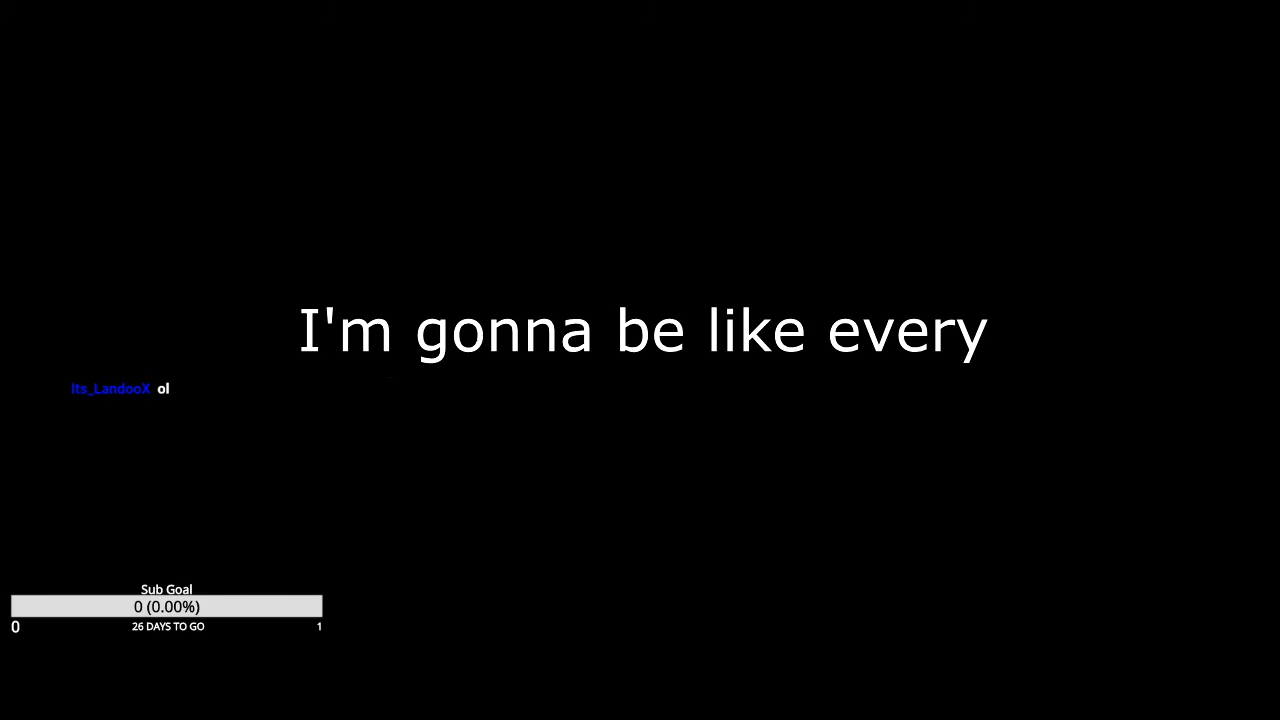 I'm gonna be like every
Its_LandooX ol
Sub Goal
0 (0.00%)
0 26 DAYS TO GO 1